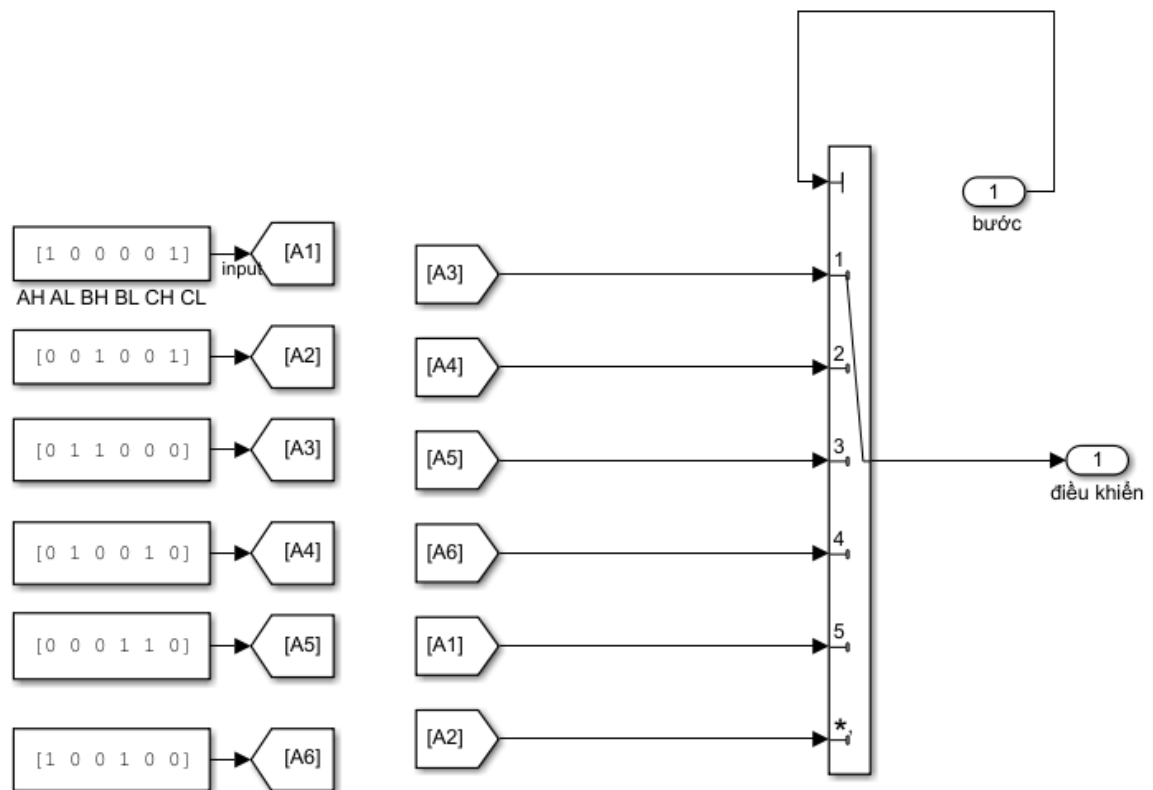 1
bước
[1 0 0 0 0 1]
input
[A1]
AH AL BH BL CH CL
[A3]
1
[0 0 1 0 0 1]
[A2]
[A4]
2
[0 1 1 0 0 0]
[A3]
[A5]
3
1
điều khiển
[0 1 0 0 1 0]
[A4]
[A6]
4
[0 0 0 1 1 0]
[A5]
[A1]
5
[1 0 0 1 0 0]
[A6]
[A2]
*,